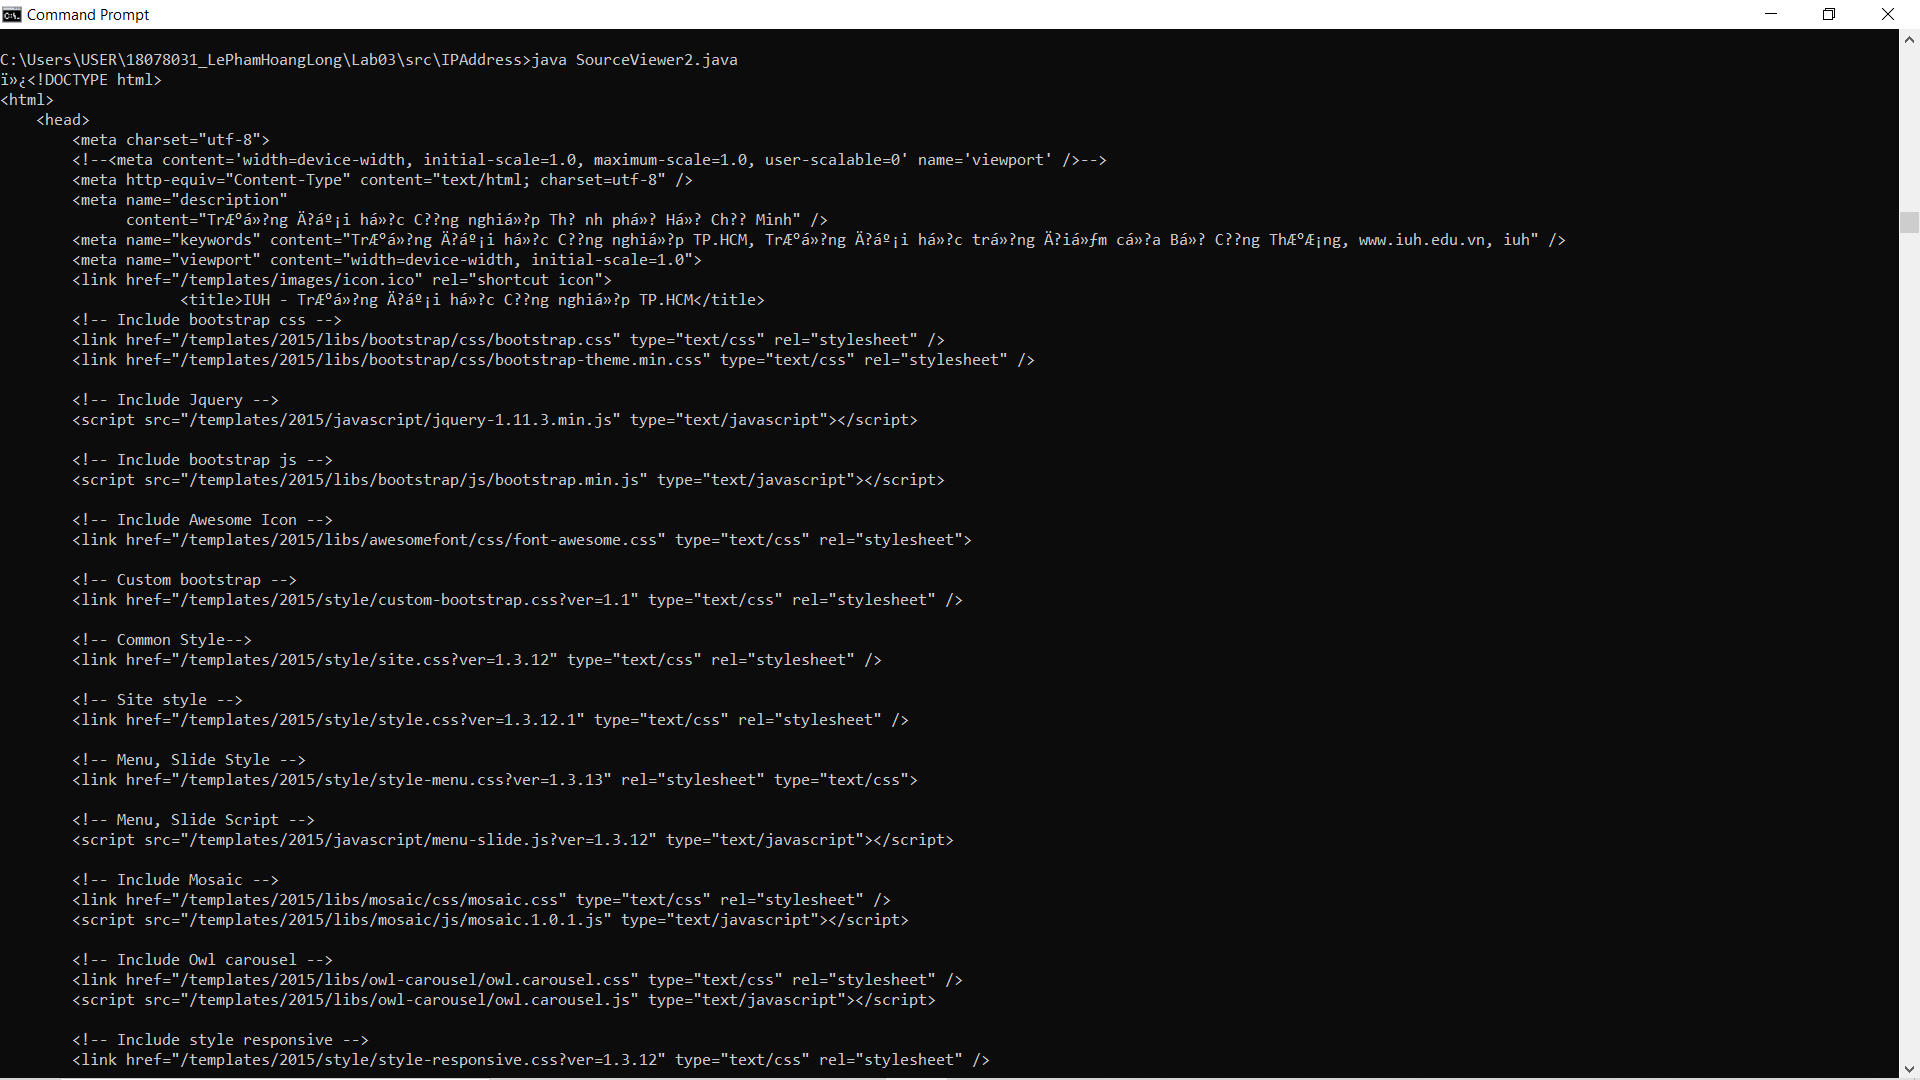 Command Prompt
C:\Users\USER\18078031_LePhamHoangLong\Lab03\src\IPAddress>java SourceViewer2.java
ï»¿<!DOCTYPE html>
<html>
    <head>
        <meta charset="utf-8">
        <!--<meta content='width=device-width, initial-scale=1.0, maximum-scale=1.0, user-scalable=0' name='viewport' />-->
        <meta http-equiv="Content-Type" content="text/html; charset=utf-8" />
        <meta name="description"
              content="TrÆ°á»?ng Ä?áº¡i há»?c C??ng nghiá»?p Th? nh phá»? Há»? Ch?? Minh" />
        <meta name="keywords" content="TrÆ°á»?ng Ä?áº¡i há»?c C??ng nghiá»?p TP.HCM, TrÆ°á»?ng Ä?áº¡i há»?c trá»?ng Ä?iá»ƒm cá»?a Bá»? C??ng ThÆ°Æ¡ng, www.iuh.edu.vn, iuh" />
        <meta name="viewport" content="width=device-width, initial-scale=1.0">
        <link href="/templates/images/icon.ico" rel="shortcut icon">
                    <title>IUH - TrÆ°á»?ng Ä?áº¡i há»?c C??ng nghiá»?p TP.HCM</title>
        <!-- Include bootstrap css -->
        <link href="/templates/2015/libs/bootstrap/css/bootstrap.css" type="text/css" rel="stylesheet" />
        <link href="/templates/2015/libs/bootstrap/css/bootstrap-theme.min.css" type="text/css" rel="stylesheet" />
        <!-- Include Jquery -->
        <script src="/templates/2015/javascript/jquery-1.11.3.min.js" type="text/javascript"></script>
        <!-- Include bootstrap js -->
        <script src="/templates/2015/libs/bootstrap/js/bootstrap.min.js" type="text/javascript"></script>
        <!-- Include Awesome Icon -->
        <link href="/templates/2015/libs/awesomefont/css/font-awesome.css" type="text/css" rel="stylesheet">
        <!-- Custom bootstrap -->
        <link href="/templates/2015/style/custom-bootstrap.css?ver=1.1" type="text/css" rel="stylesheet" />
        <!-- Common Style-->
        <link href="/templates/2015/style/site.css?ver=1.3.12" type="text/css" rel="stylesheet" />
        <!-- Site style -->
        <link href="/templates/2015/style/style.css?ver=1.3.12.1" type="text/css" rel="stylesheet" />
        <!-- Menu, Slide Style -->
        <link href="/templates/2015/style/style-menu.css?ver=1.3.13" rel="stylesheet" type="text/css">
        <!-- Menu, Slide Script -->
        <script src="/templates/2015/javascript/menu-slide.js?ver=1.3.12" type="text/javascript"></script>
        <!-- Include Mosaic -->
        <link href="/templates/2015/libs/mosaic/css/mosaic.css" type="text/css" rel="stylesheet" />
        <script src="/templates/2015/libs/mosaic/js/mosaic.1.0.1.js" type="text/javascript"></script>
        <!-- Include Owl carousel -->
        <link href="/templates/2015/libs/owl-carousel/owl.carousel.css" type="text/css" rel="stylesheet" />
        <script src="/templates/2015/libs/owl-carousel/owl.carousel.js" type="text/javascript"></script>
        <!-- Include style responsive -->
        <link href="/templates/2015/style/style-responsive.css?ver=1.3.12" type="text/css" rel="stylesheet" />